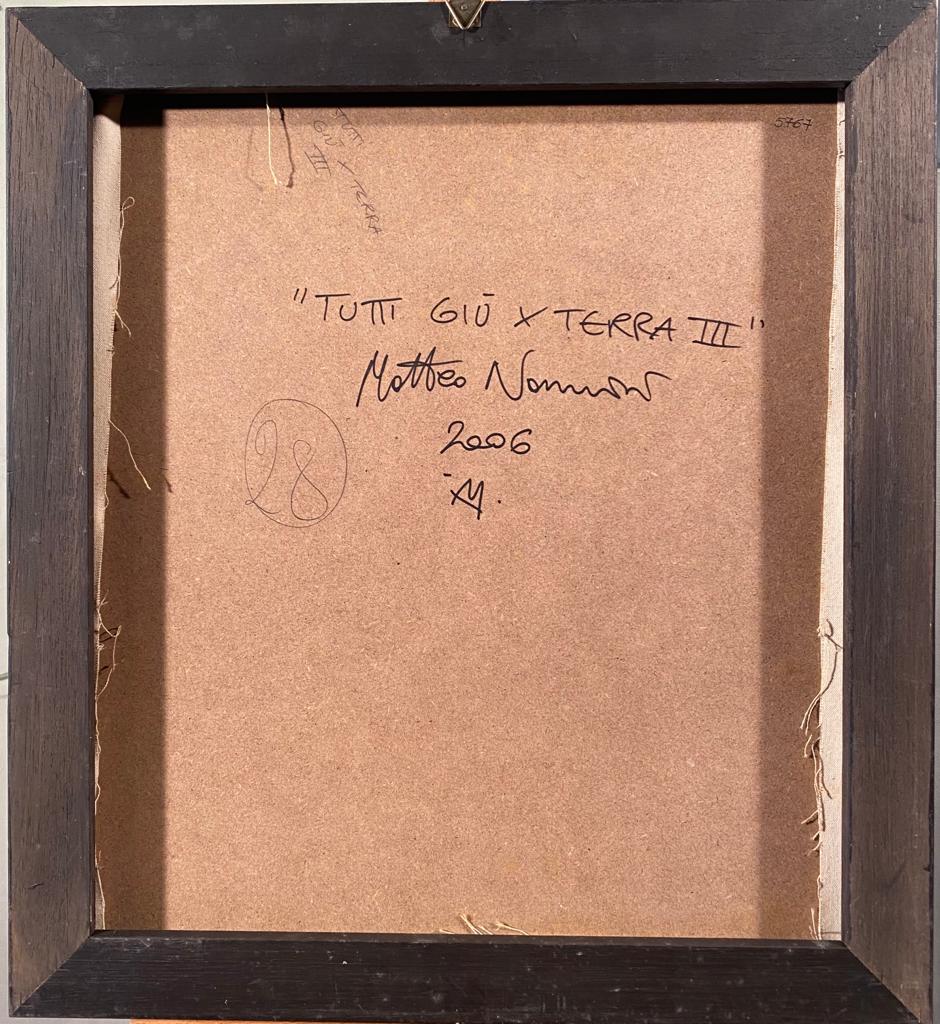 5767
TUTTI
GIÙ X TERRA
III
"TUTTI GIÙ X TERRA III"
Matteo Nannini
2006
28